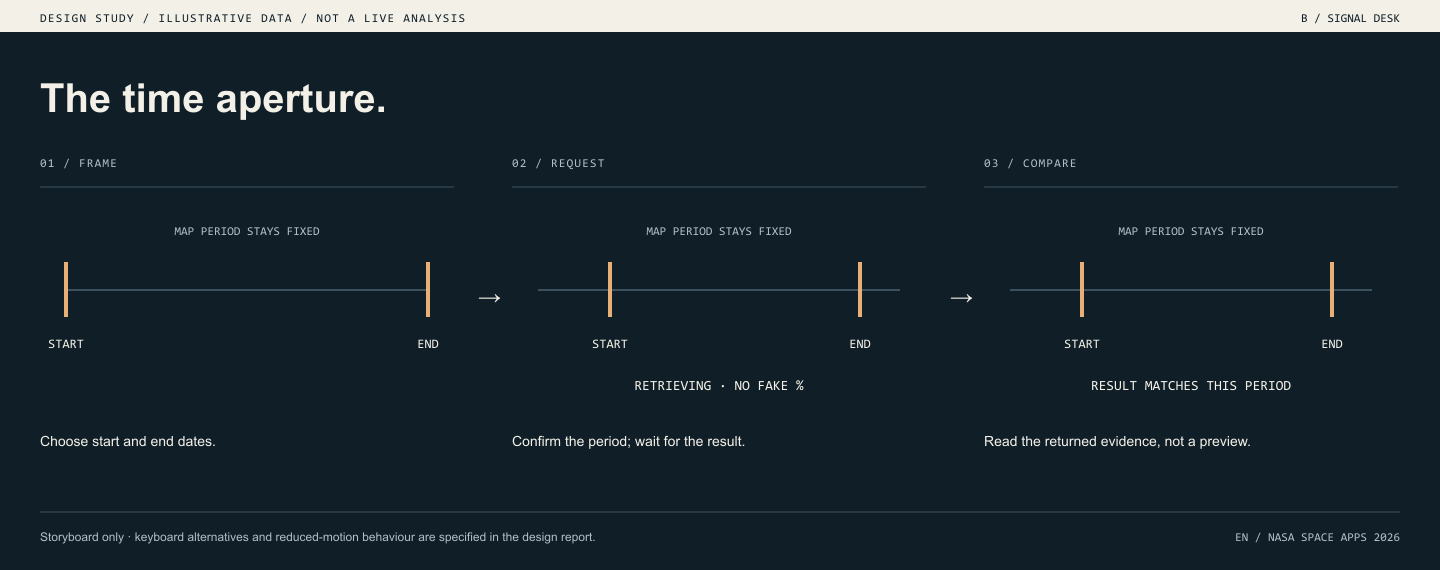 DESIGN STUDY / ILLUSTRATIVE DATA / NOT A LIVE ANALYSIS
B / SIGNAL DESK
The time aperture.
01 / FRAME
MAP PERIOD STAYS FIXED
START
END
Choose start and end dates.
→
02 / REQUEST
MAP PERIOD STAYS FIXED
START
END
RETRIEVING · NO FAKE %
Confirm the period; wait for the result.
→
03 / COMPARE
MAP PERIOD STAYS FIXED
START
END
RESULT MATCHES THIS PERIOD
Read the returned evidence, not a preview.
Storyboard only · keyboard alternatives and reduced-motion behaviour are specified in the design report.
EN / NASA SPACE APPS 2026